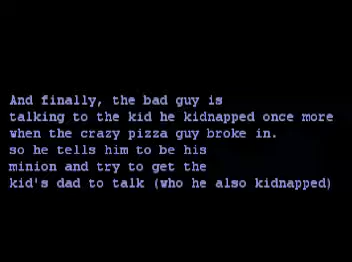 And finally, the bad guy is
talking to the kid he kidnapped once more
when the crazy pizza guy broke in.
so he tells him to be his
minion and try to get the
kid's dad to talk (who he also kidnapped)